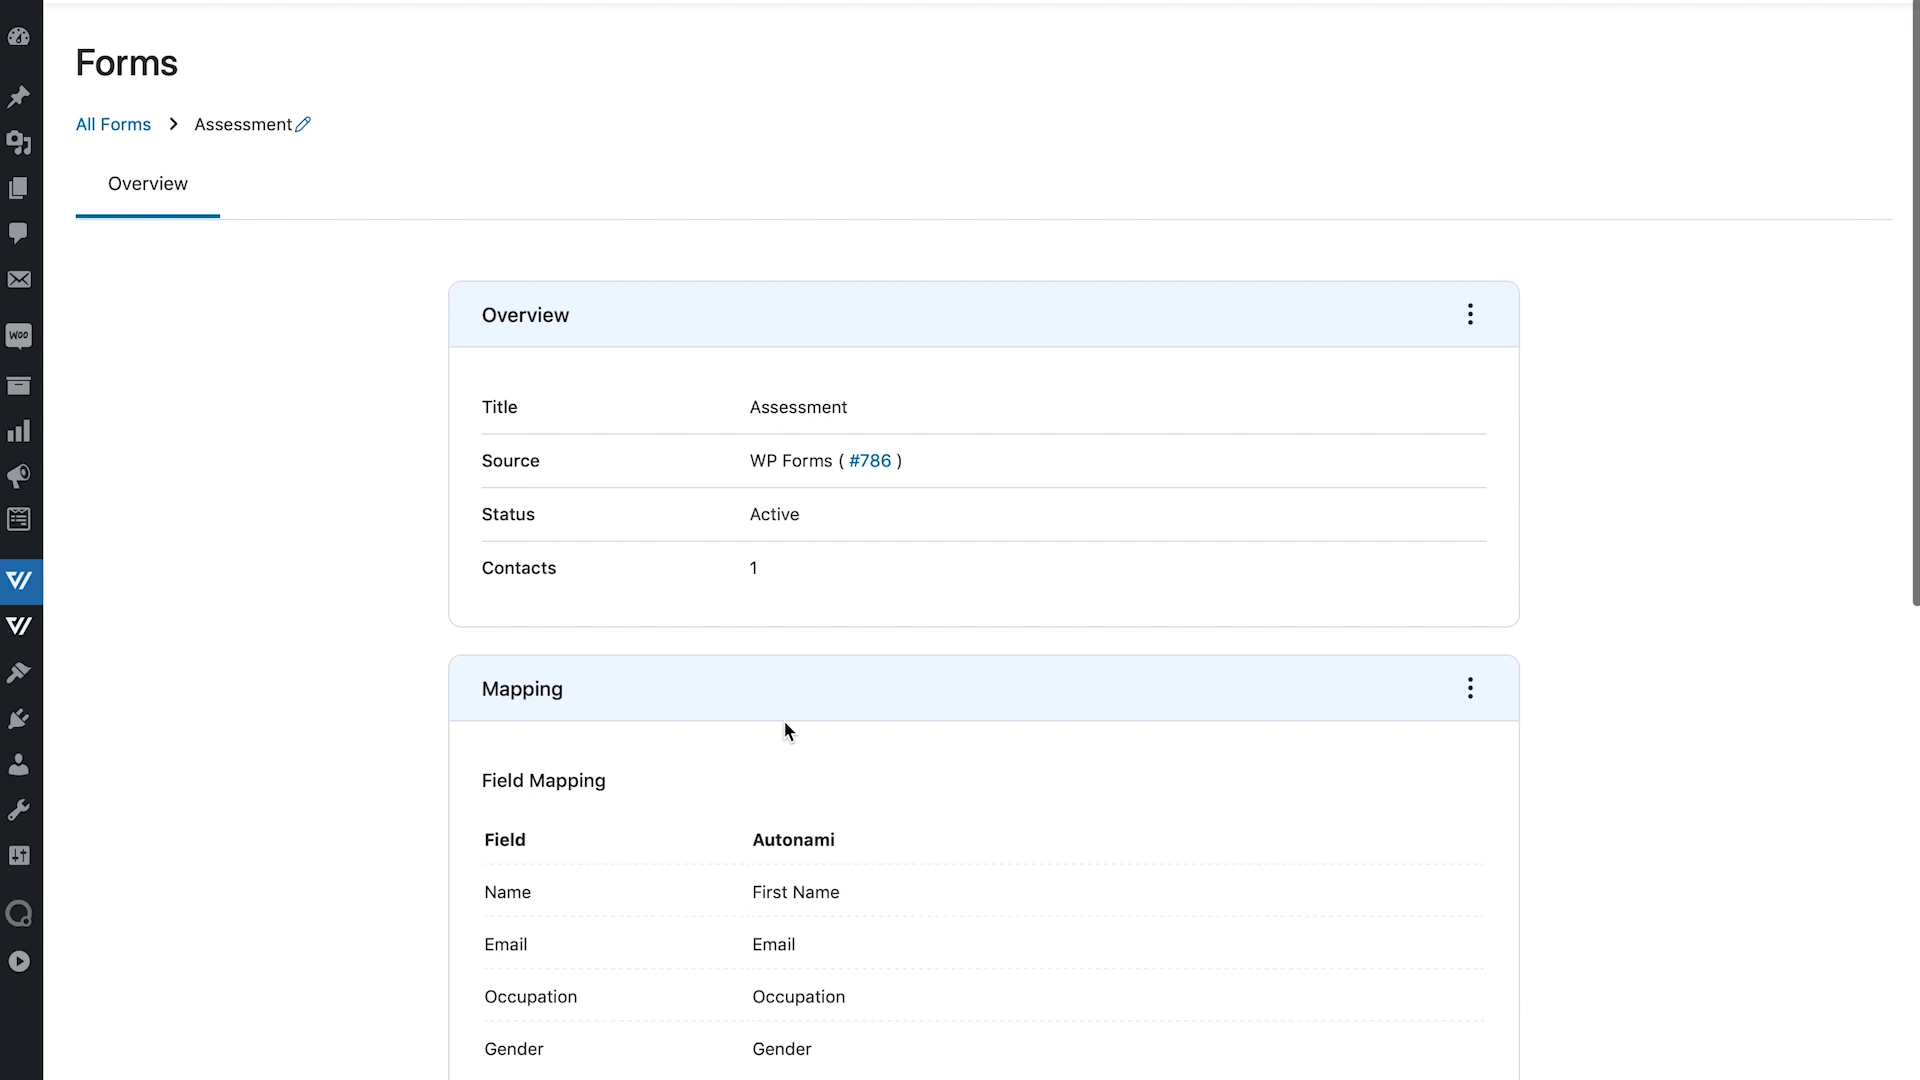 Forms
All Forms > Assessment
Overview
Woo
Overview
Title Assessment
Source WP Forms ( #786 )
Status Active
Contacts 1
Mapping
Field Mapping
Field Autonami
Name First Name
Email Email
Occupation Occupation
Gender Gender